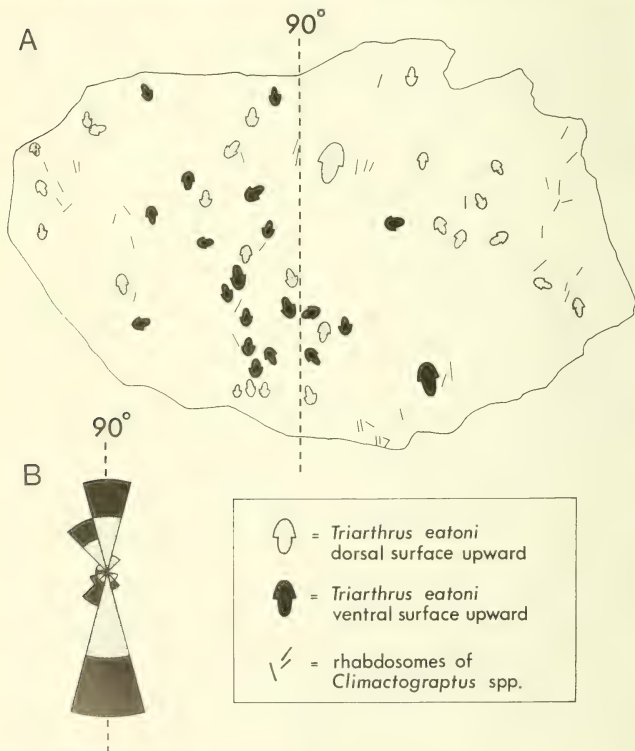 A
90°
B
90°
= Triarthrus eatoni
dorsal surface upward
= Triarthrus eatoni
ventral surface upward
= rhabdosomes of
Climactograptus spp.